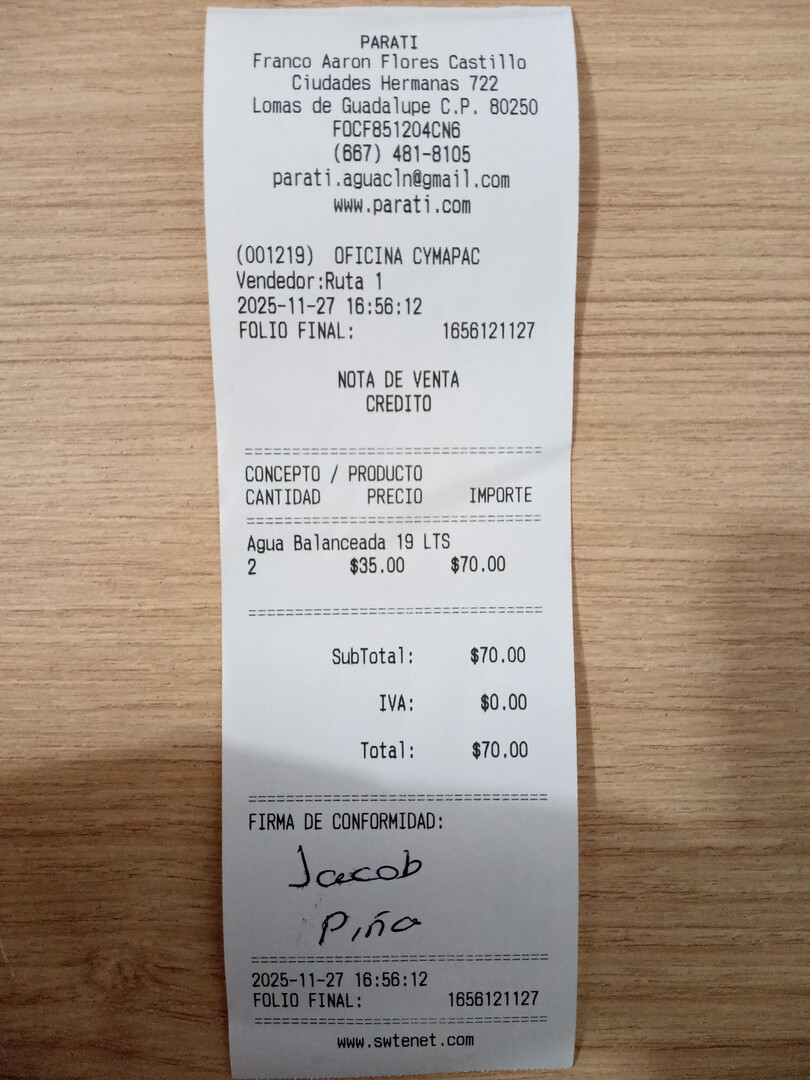 PARATI
Franco Aaron Flores Castillo
Ciudades Hermanas 722
Lomas de Guadalupe C.P. 80250
FOCF851204CN6
(667) 481-8105
parati.aguacln@gmail.com
www.parati.com
(001219) OFICINA CYMAPAC
Vendedor:Ruta 1
2025-11-27 16:56:12
FOLIO FINAL: 1656121127
NOTA DE VENTA
CREDITO
================================
CONCEPTO / PRODUCTO
CANTIDAD PRECIO IMPORTE
================================
Agua Balanceada 19 LTS
2 $35.00 $70.00
================================
SubTotal: $70.00
IVA: $0.00
Total: $70.00
================================
FIRMA DE CONFORMIDAD:
Jacob
Piña
================================
2025-11-27 16:56:12
FOLIO FINAL: 1656121127
================================
www.swtenet.com